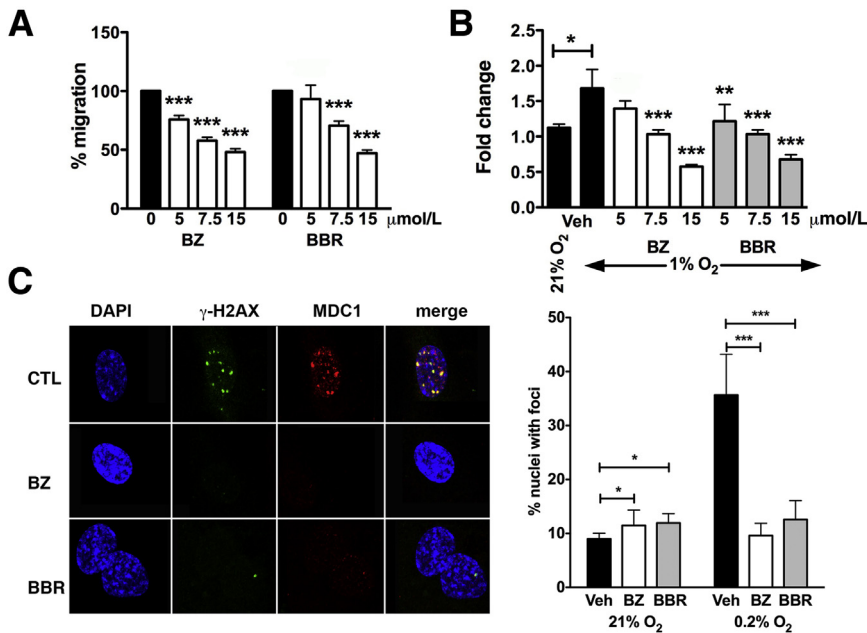 A
% migration
150
100
50
0
***
***
***
***
***
0
5
7.5
15
0
5
7.5
15
μmol/L
BZ
BBR
B
Fold change
2.5
2.0
1.5
1.0
0.5
0.0
*
***
***
**
***
***
Veh
5
7.5
15
5
7.5
15
μmol/L
21% O2
BZ
BBR
1% O2
C
DAPI
γ-H2AX
MDC1
merge
CTL
BZ
BBR
% nuclei with foci
50
40
30
20
10
0
*
*
***
***
Veh
BZ
BBR
Veh
BZ
BBR
21% O2
0.2% O2